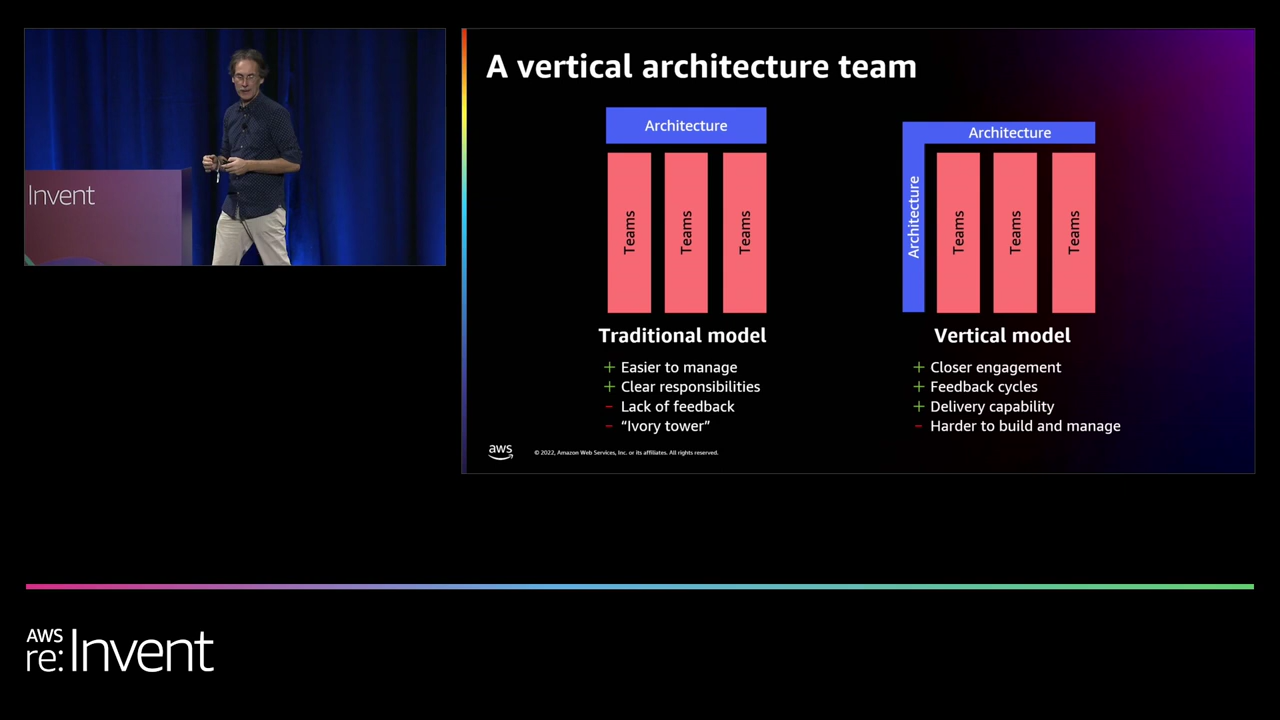 Invent
A vertical architecture team
Architecture
Teams
Teams
Teams
Traditional model
+ Easier to manage
+ Clear responsibilities
- Lack of feedback
- “Ivory tower”
Architecture
Architecture
Teams
Teams
Teams
Vertical model
+ Closer engagement
+ Feedback cycles
+ Delivery capability
- Harder to build and manage
aws
© 2022, Amazon Web Services, Inc. or its affiliates. All rights reserved.
AWS
re:Invent